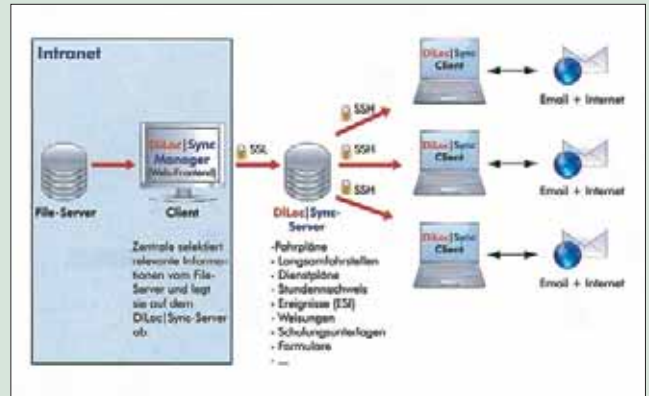 Intranet
File-Server
DiLoc|Sync
Manager
(Web-Frontend)
Client
Zentrale selektiert
relevante Informa-
tionen vom File-
Server und legt
sie auf dem
DiLoc|Sync-Server
ab
SSL
DiLoc|Sync-
Server
-Fahrpläne
- Langsamfahrstellen
- Dienstpläne
- Stundennachweis
- Ereignisse (ESI)
- Weisungen
- Schulungsunterlagen
- Formulare
- ...
SSH
SSH
SSH
DiLoc|Sync
Client
Email + Internet
DiLoc|Sync
Client
Email + Internet
DiLoc|Sync
Client
Email + Internet